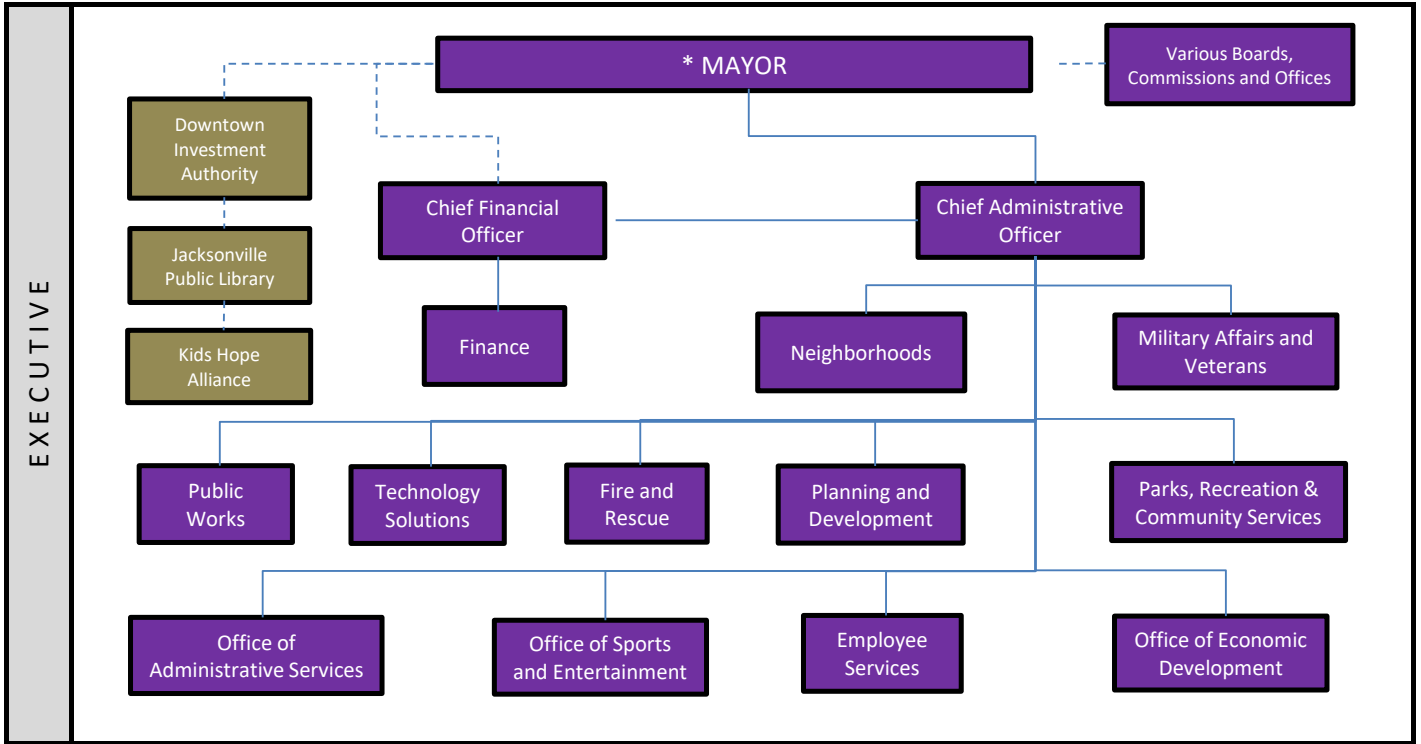 EXECUTIVE
* MAYOR
Various Boards,
Commissions and Offices
Downtown
Investment
Authority
Chief Financial
Officer
Chief Administrative
Officer
Jacksonville
Public Library
Finance
Neighborhoods
Military Affairs and
Veterans
Kids Hope
Alliance
Public
Works
Technology
Solutions
Fire and
Rescue
Planning and
Development
Parks, Recreation &
Community Services
Office of
Administrative Services
Office of Sports
and Entertainment
Employee
Services
Office of Economic
Development